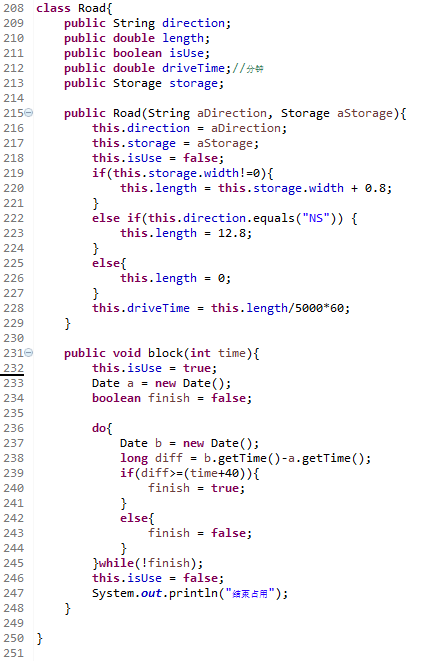 208 class Road{
209     public String direction;
210     public double length;
211     public boolean isUse;
212     public double driveTime;//分钟
213     public Storage storage;
214
215     public Road(String aDirection, Storage aStorage){
216         this.direction = aDirection;
217         this.storage = aStorage;
218         this.isUse = false;
219         if(this.storage.width!=0){
220             this.length = this.storage.width + 0.8;
221         }
222         else if(this.direction.equals("NS")) {
223             this.length = 12.8;
224         }
225         else{
226             this.length = 0;
227         }
228         this.driveTime = this.length/5000*60;
229     }
230
231     public void block(int time){
232         this.isUse = true;
233         Date a = new Date();
234         boolean finish = false;
235
236         do{
237             Date b = new Date();
238             long diff = b.getTime()-a.getTime();
239             if(diff>=(time+40)){
240                 finish = true;
241             }
242             else{
243                 finish = false;
244             }
245         }while(!finish);
246         this.isUse = false;
247         System.out.println("结束占用");
248     }
249
250 }
251